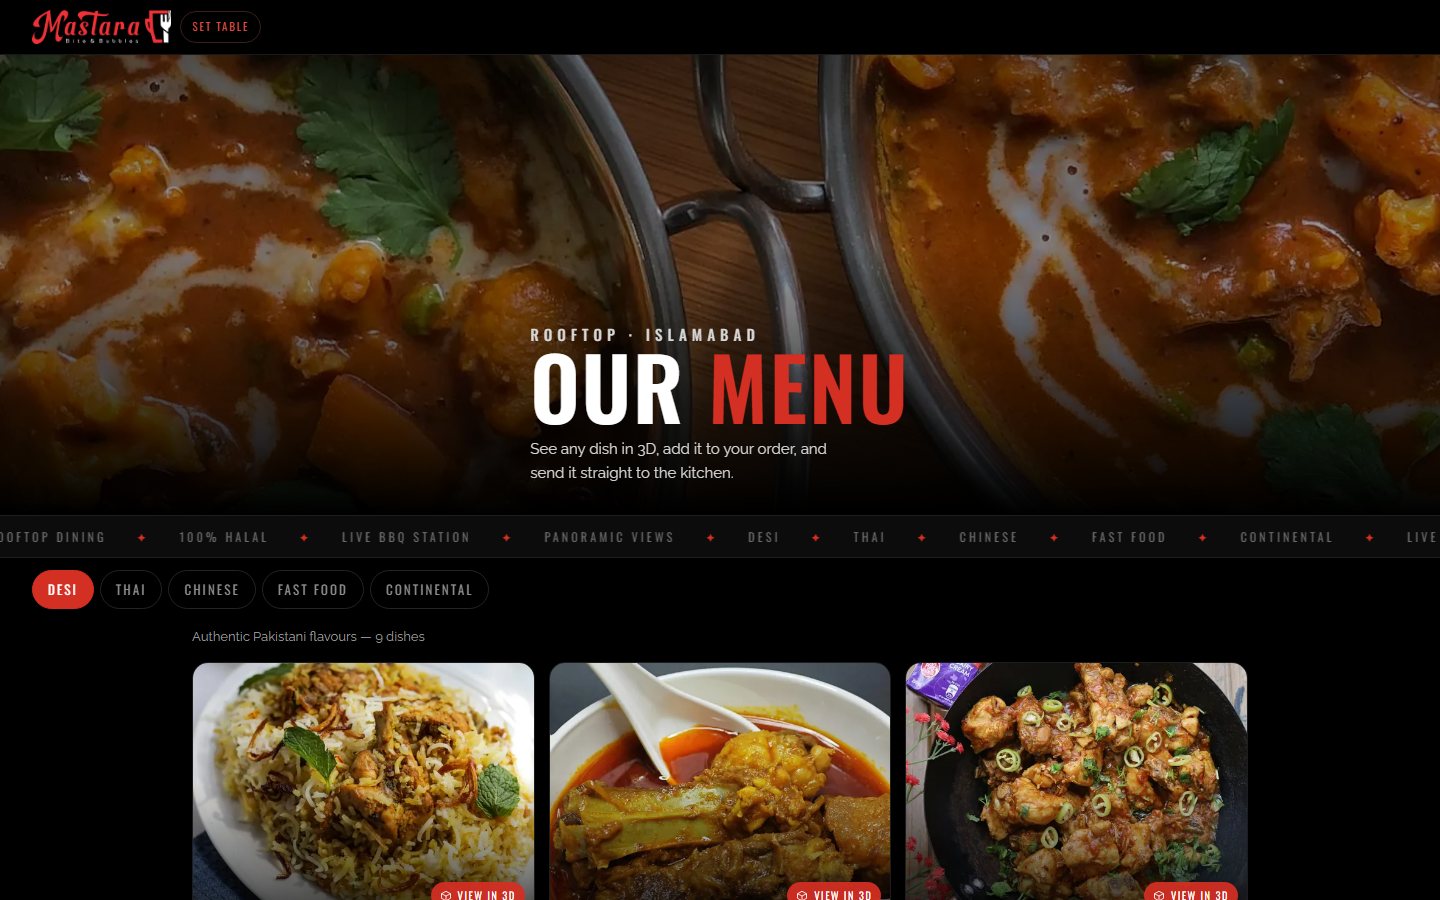 Mastara
Bite & Bubbles
SET TABLE
ROOFTOP · ISLAMABAD
OUR MENU
See any dish in 3D, add it to your order, and
send it straight to the kitchen.
OOFTOP DINING ✦ 100% HALAL ✦ LIVE BBQ STATION ✦ PANORAMIC VIEWS ✦ DESI ✦ THAI ✦ CHINESE ✦ FAST FOOD ✦ CONTINENTAL ✦ LIVE
DESI THAI CHINESE FAST FOOD CONTINENTAL
Authentic Pakistani flavours — 9 dishes
VIEW IN 3D VIEW IN 3D VIEW IN 3D